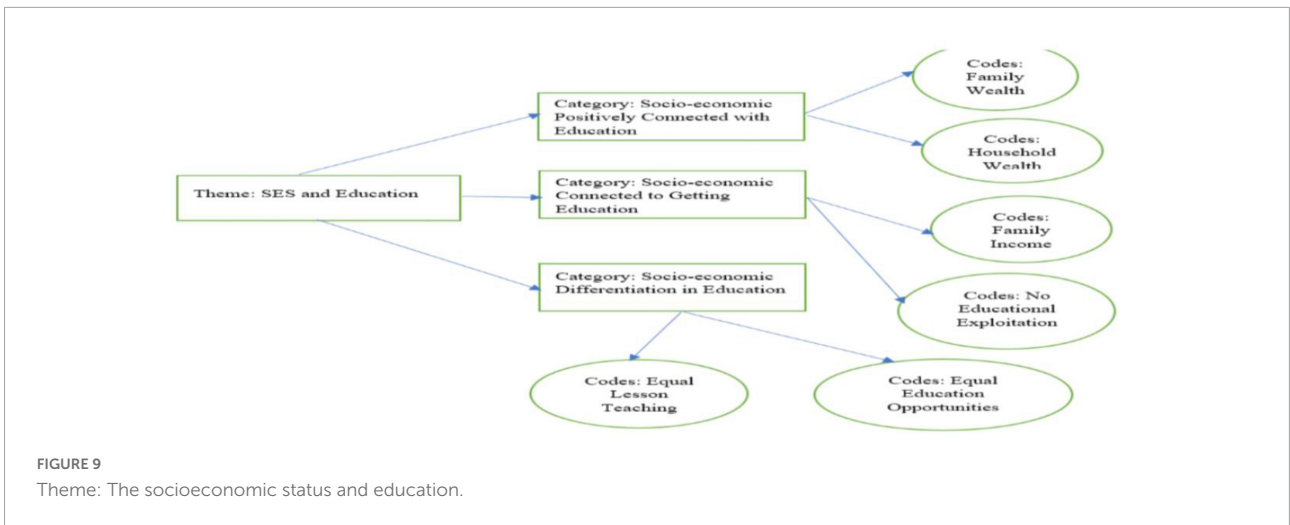 Theme: SES and Education
Category: Socio-economic
Positively Connected with
Education
Codes:
Family
Wealth
Codes:
Household
Wealth
Category: Socio-economic
Connected to Getting
Education
Codes:
Family
Income
Codes: No
Educational
Exploitation
Category: Socio-economic
Differentiation in Education
Codes: Equal
Lesson
Teaching
Codes: Equal
Education
Opportunities
FIGURE 9
Theme: The socioeconomic status and education.